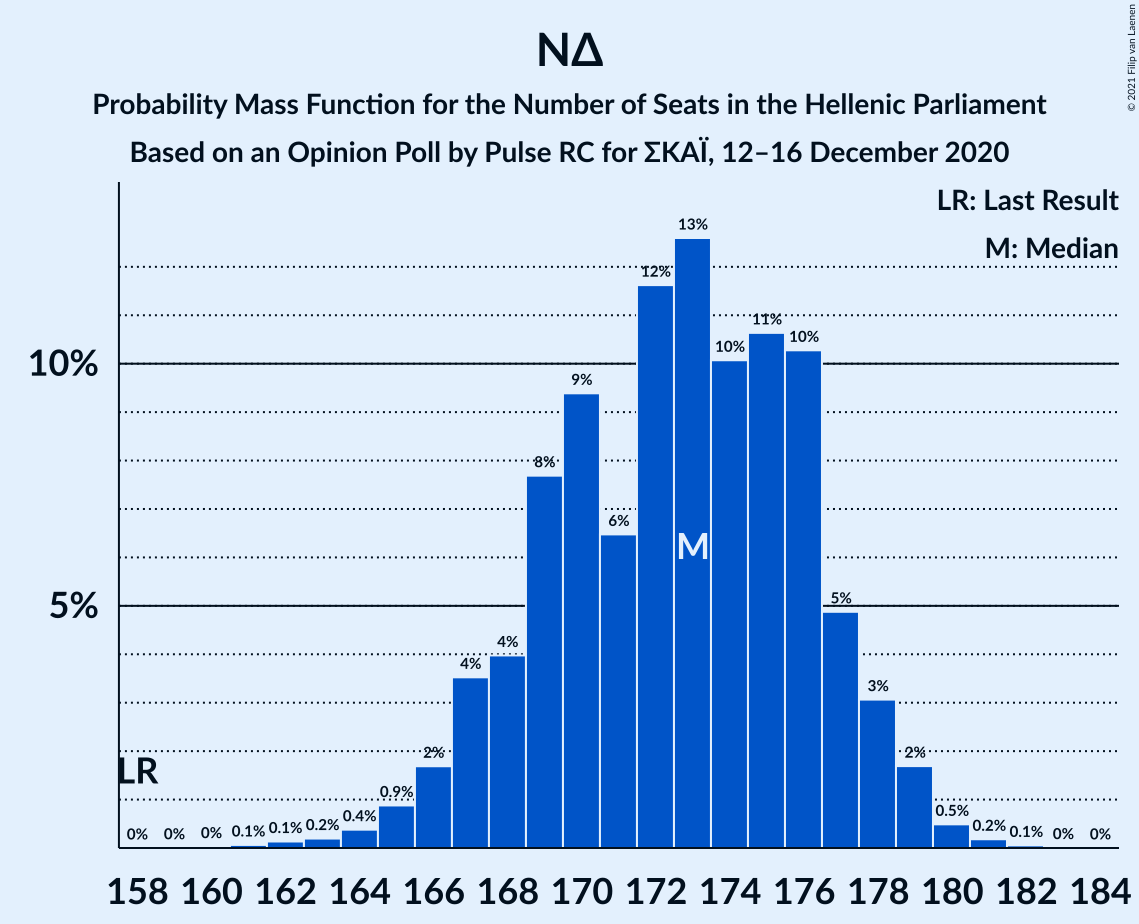 © 2021 Filip van Laenen
ΝΔ
Probability Mass Function for the Number of Seats in the Hellenic Parliament
Based on an Opinion Poll by Pulse RC for ΣΚΑΪ, 12–16 December 2020
LR: Last Result
M: Median
13%
12%
11%
10%
10%
10%
9%
8%
6%
M
5%
5%
4%
4%
3%
2%
2%
LR
0.9%
0.5%
0.4%
0.2%
0.2%
0% 0% 0% 0.1% 0.1% 0.1% 0% 0%
158 160 162 164 166 168 170 172 174 176 178 180 182 184